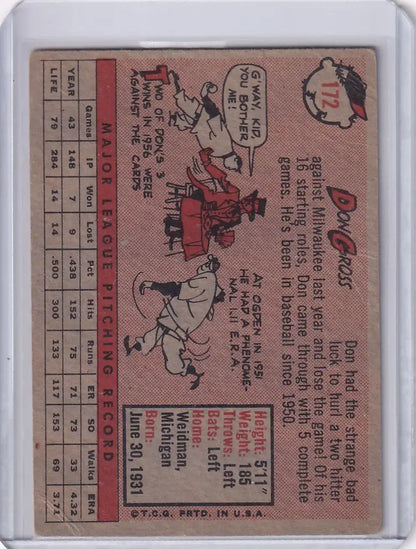 172
DON GROSS
Don had the strange bad
luck to hurl a two hitter
against Milwaukee last year and lose the game! Of his
16 starting roles, Don came through with 5 complete
games. He's been in baseball since 1950.
G'WAY, KID,
YOU BOTHER
ME!
TWO OF DON'S 3
WINS IN 1956 WERE
AGAINST THE CARDS
AT OGDEN IN 1951
HE HAD A PHENOME-
NAL 1.11 E.R.A.
Height: 5'11"
Weight: 185
Throws: Left
Bats: Left
Home:
Weidman,
Michigan
Born:
June 30, 1931
MAJOR LEAGUE PITCHING RECORD
Games IP Won Lost Pct Hits Runs ER SO Walks ERA
YEAR 43 148 7 9 .438 152 75 71 73 33 4.32
LIFE 79 284 14 14 .500 300 133 117 153 69 3.71
© T.C.G. PRTD. IN U.S.A.